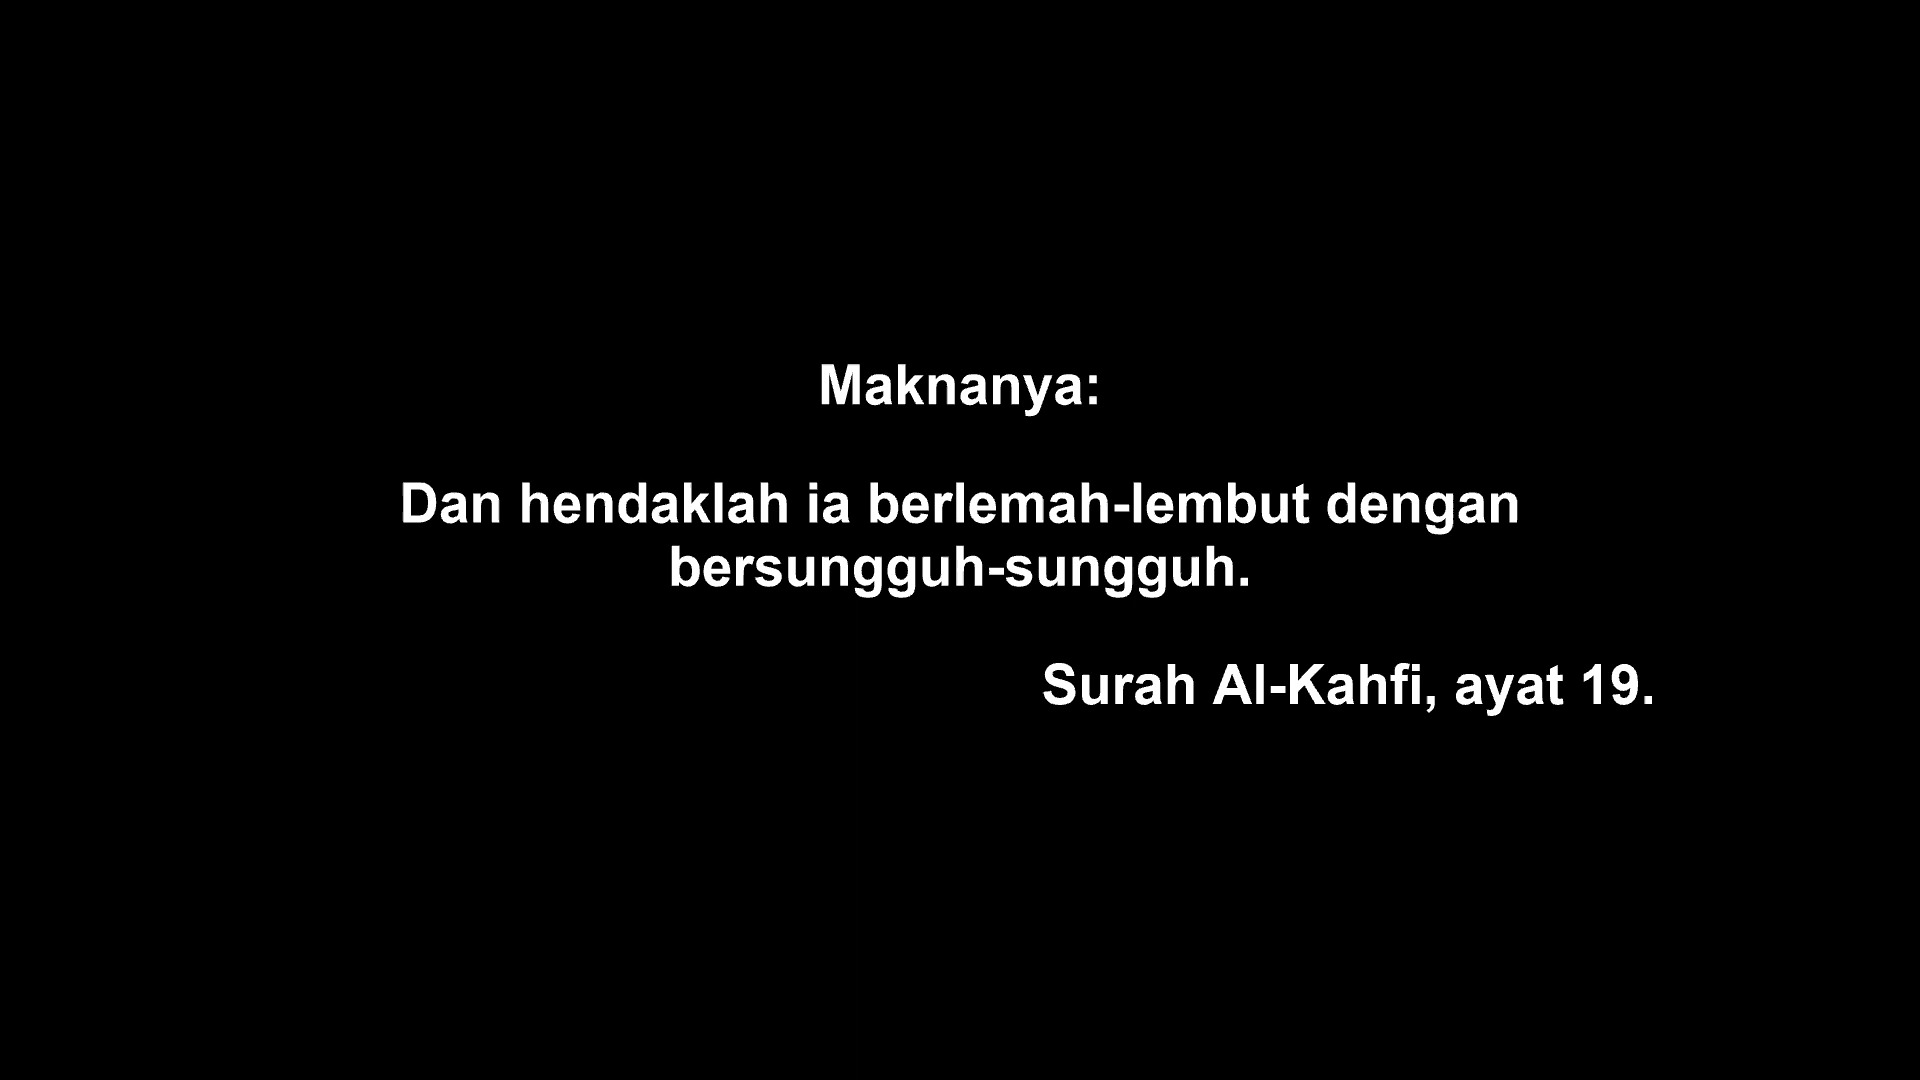 Maknanya:
Dan hendaklah ia berlemah-lembut dengan
bersungguh-sungguh.
Surah Al-Kahfi, ayat 19.